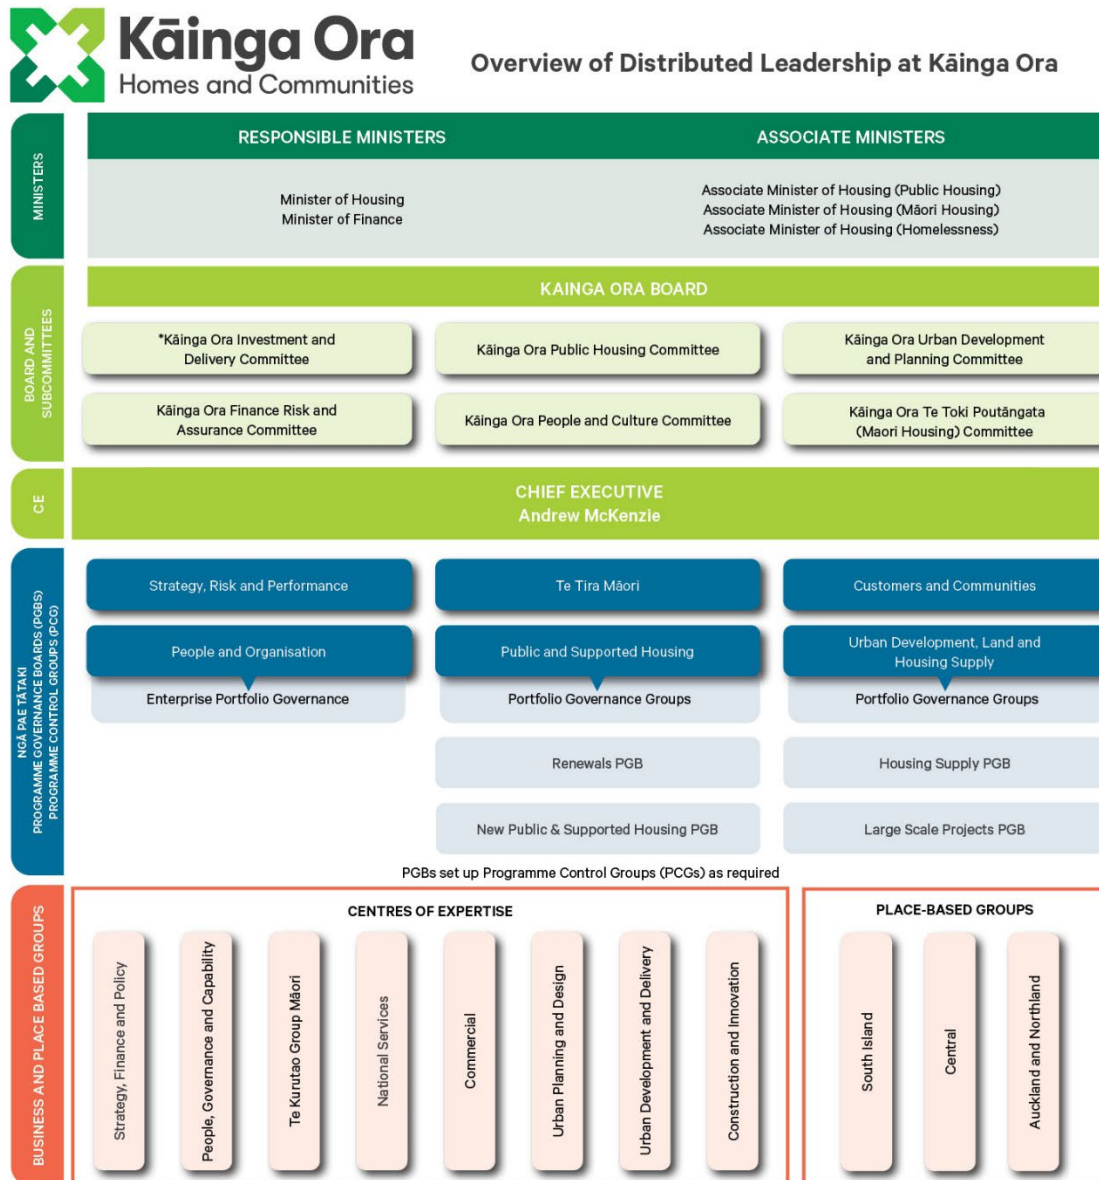 Kāinga Ora
Homes and Communities
Overview of Distributed Leadership at Kāinga Ora
MINISTERS
RESPONSIBLE MINISTERS
ASSOCIATE MINISTERS
Minister of Housing
Minister of Finance
Associate Minister of Housing (Public Housing)
Associate Minister of Housing (Māori Housing)
Associate Minister of Housing (Homelessness)
BOARD AND
SUBCOMMITTEES
KAINGA ORA BOARD
*Kāinga Ora Investment and
Delivery Committee
Kāinga Ora Public Housing Committee
Kāinga Ora Urban Development
and Planning Committee
Kāinga Ora Finance Risk and
Assurance Committee
Kāinga Ora People and Culture Committee
Kāinga Ora Te Toki Poutāngata
(Maori Housing) Committee
CE
CHIEF EXECUTIVE
Andrew McKenzie
NGĀ PAE TĀTAKI
PROGRAMME GOVERNANCE BOARDS (PGBS)
PROGRAMME CONTROL GROUPS (PCG)
Strategy, Risk and Performance
Te Tira Māori
Customers and Communities
People and Organisation
Public and Supported Housing
Urban Development, Land and
Housing Supply
Enterprise Portfolio Governance
Portfolio Governance Groups
Portfolio Governance Groups
Renewals PGB
Housing Supply PGB
New Public & Supported Housing PGB
Large Scale Projects PGB
PGBs set up Programme Control Groups (PCGs) as required
BUSINESS AND PLACE BASED GROUPS
CENTRES OF EXPERTISE
Strategy, Finance and Policy
People, Governance and Capability
Te Kurutao Group Māori
National Services
Commercial
Urban Planning and Design
Urban Development and Delivery
Construction and Innovation
PLACE-BASED GROUPS
South Island
Central
Auckland and Northland